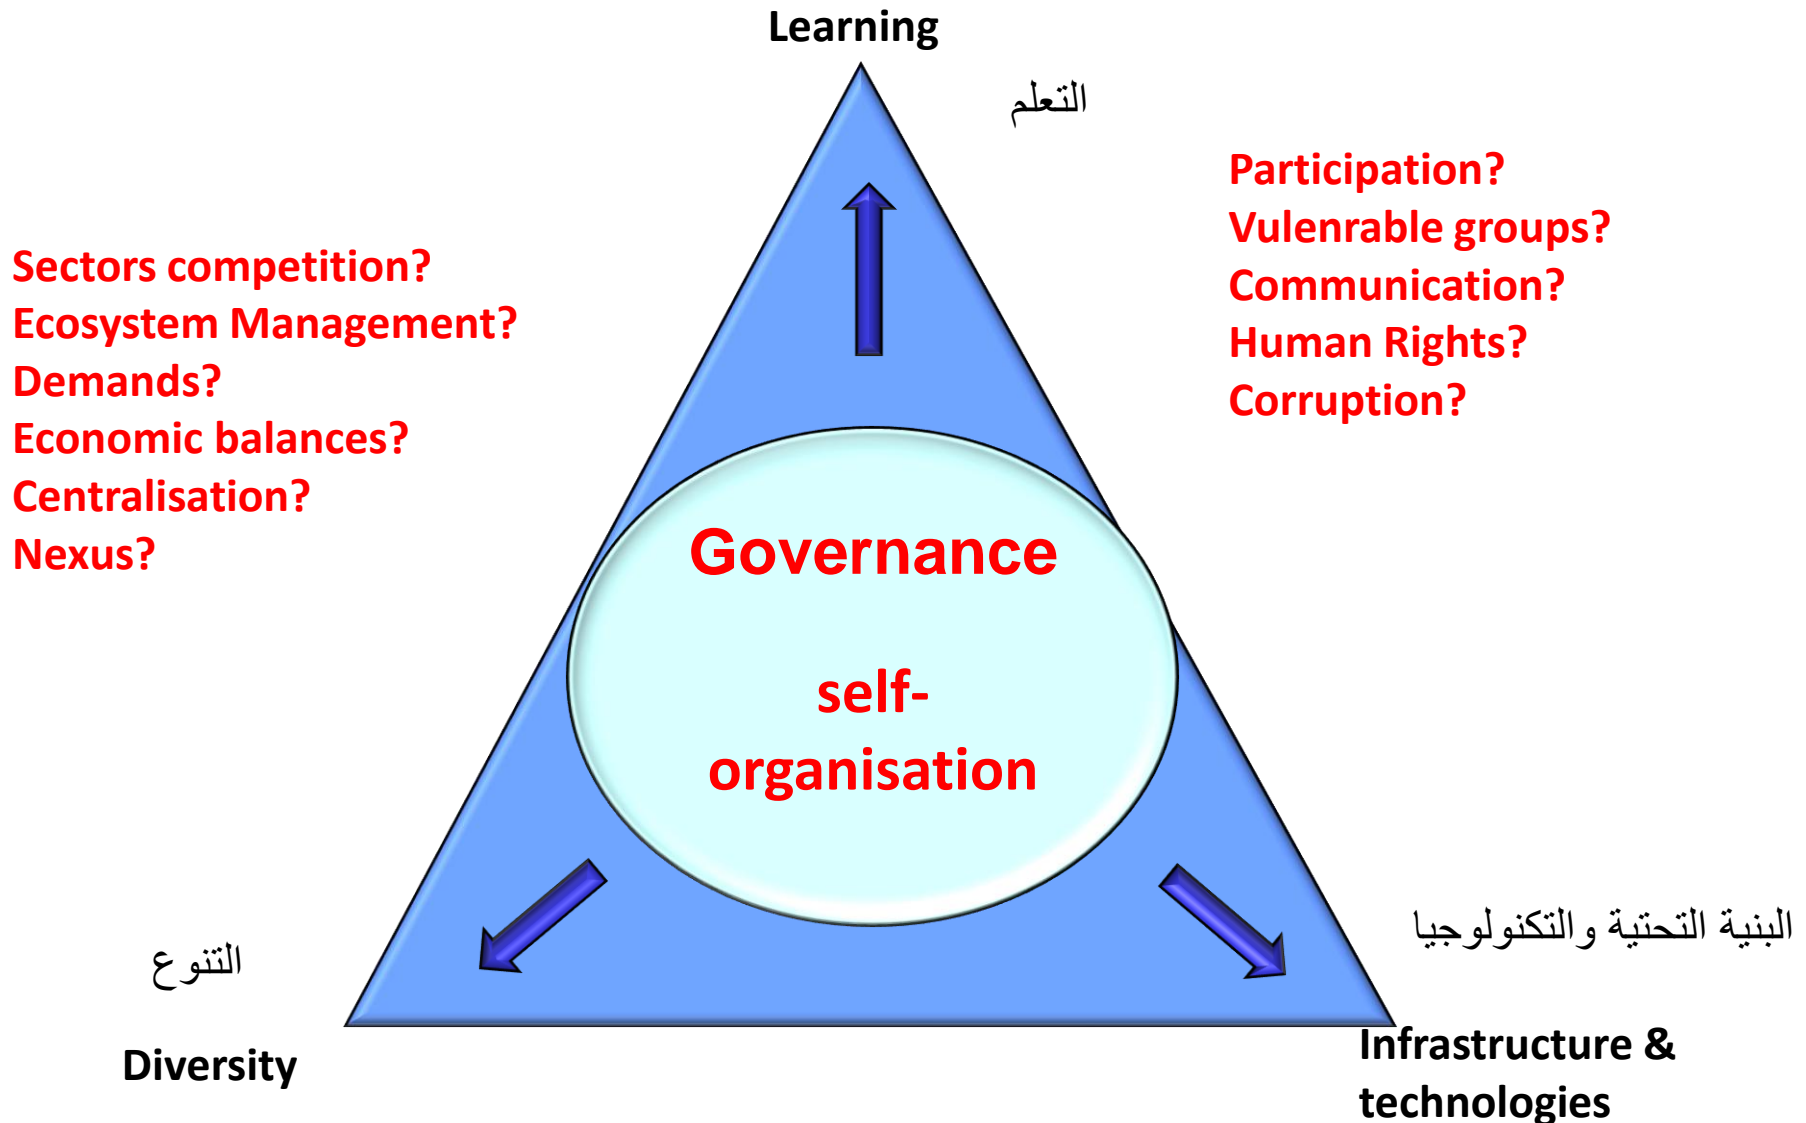 Learning
التعلم
Participation?
Vulenrable groups?
Communication?
Human Rights?
Corruption?
Sectors competition?
Ecosystem Management?
Demands?
Economic balances?
Centralisation?
Nexus?
Governance
self-
organisation
التنوع
Diversity
البنية التحتية والتكنولوجيا
Infrastructure &
technologies